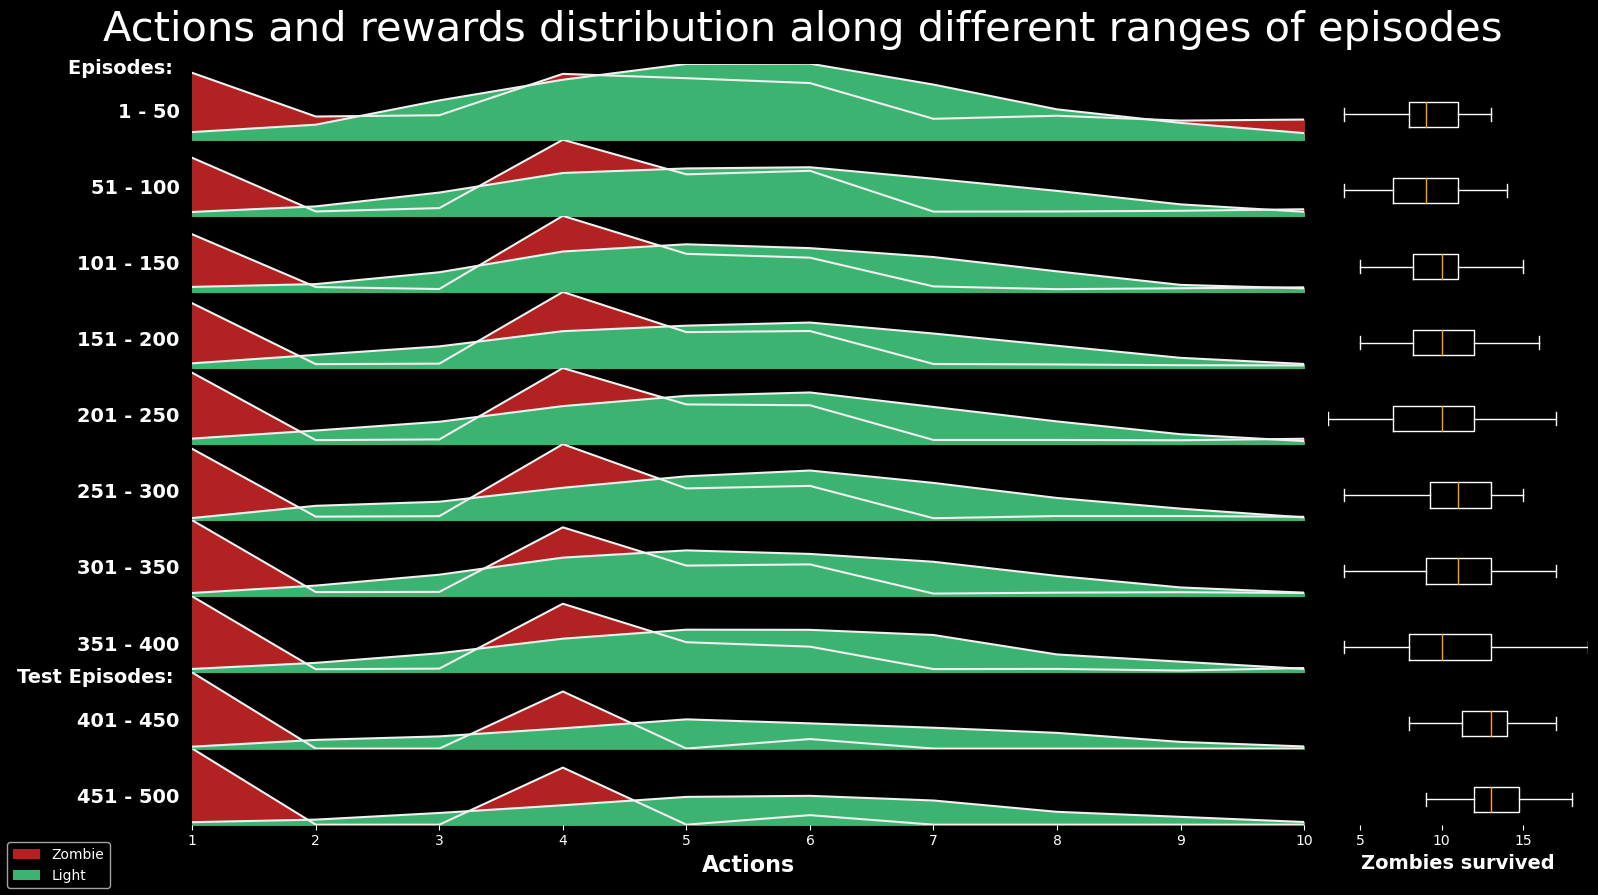 Actions and rewards distribution along different ranges of episodes
Episodes:
1 - 50
51 - 100
101 - 150
151 - 200
201 - 250
251 - 300
301 - 350
351 - 400
Test Episodes:
401 - 450
451 - 500
1 2 3 4 5 6 7 8 9 10
5 10 15
Actions
Zombies survived
Zombie
Light